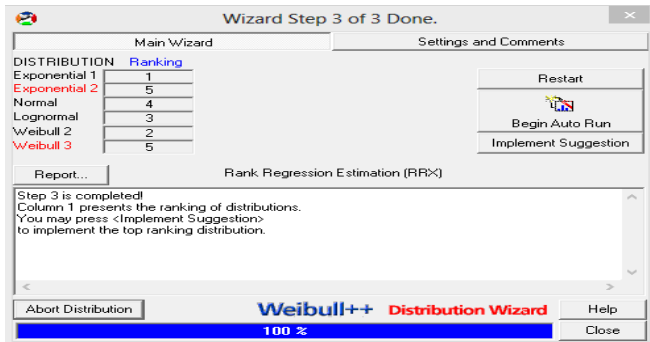 Wizard Step 3 of 3 Done.
Main Wizard
Settings and Comments
DISTRIBUTION Ranking
Exponential 1 1
Exponential 2 5
Normal 4
Lognormal 3
Weibull 2 2
Weibull 3 5
Restart
Begin Auto Run
Implement Suggestion
Report...
Rank Regression Estimation (RRX)
Step 3 is completed!
Column 1 presents the ranking of distributions.
You may press <Implement Suggestion>
to implement the top ranking distribution.
Abort Distribution
Weibull++ Distribution Wizard
Help
100 %
Close